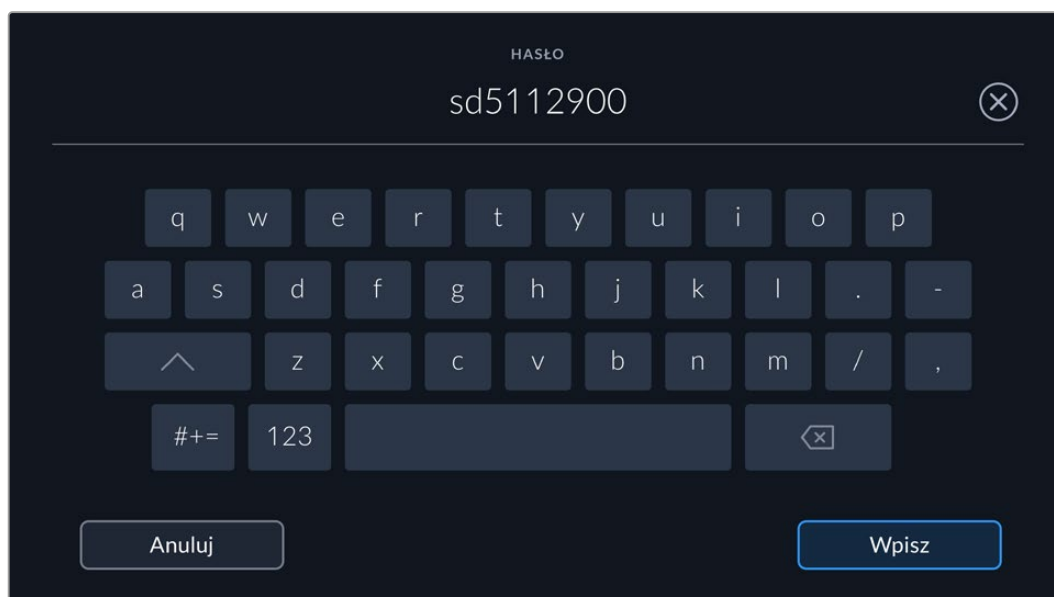 HASŁO
sd5112900
q w e r t y u i o p
a s d f g h j k l . -
z x c v b n m / ,
#+= 123
Anuluj Wpisz